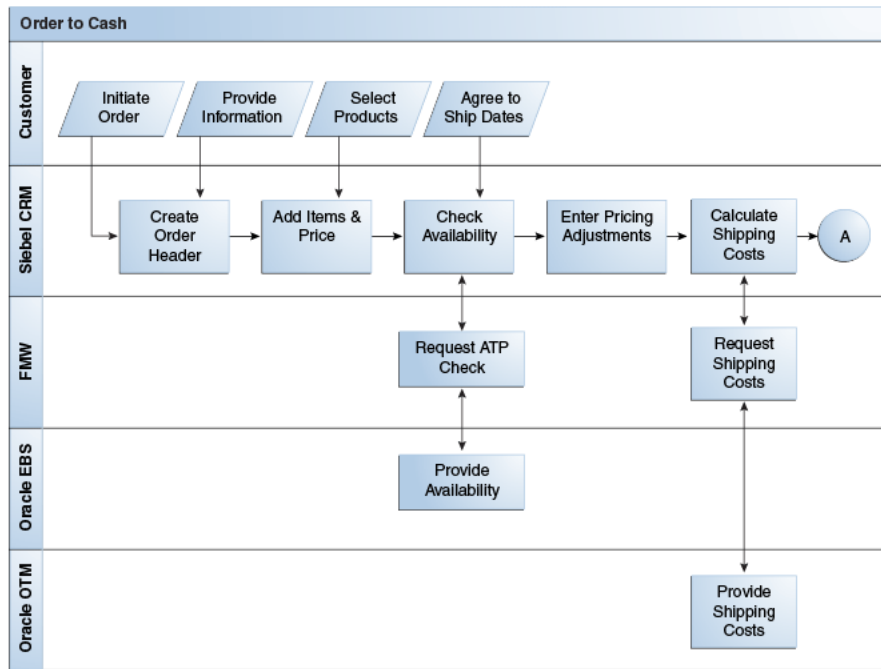 Order to Cash
Customer
Initiate
Order
Provide
Information
Select
Products
Agree to
Ship Dates
Siebel CRM
Create
Order
Header
Add Items &
Price
Check
Availability
Enter Pricing
Adjustments
Calculate
Shipping
Costs
A
FMW
Request ATP
Check
Request
Shipping
Costs
Oracle EBS
Provide
Availability
Oracle OTM
Provide
Shipping
Costs